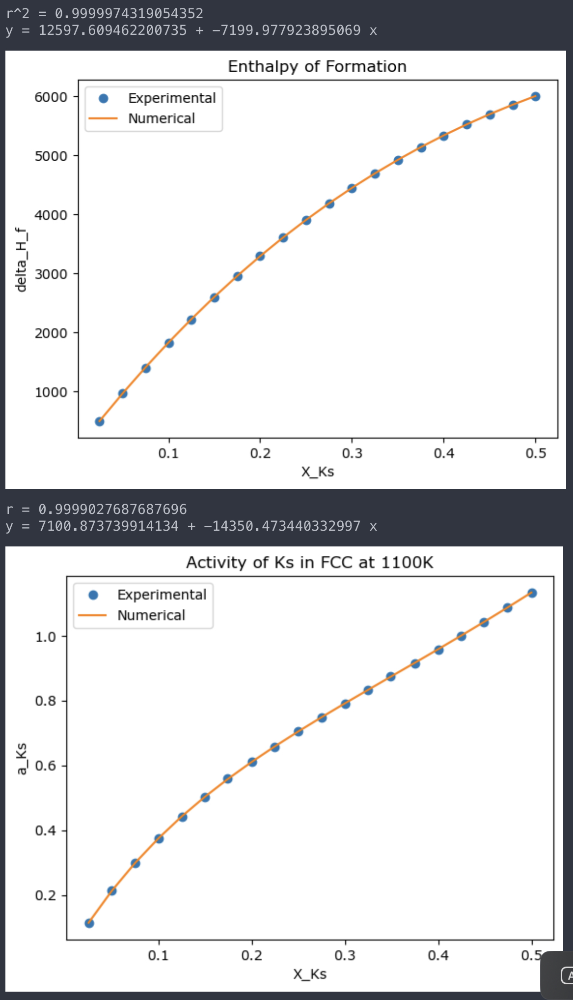 r^2 = 0.9999974319054352
y = 12597.609462200735 + −7199.977923895069 x
Enthalpy of Formation
Experimental
Numerical
6000
5000
4000
3000
2000
1000
delta_H_f
0.1 0.2 0.3 0.4 0.5
X_Ks
r = 0.9999027687687696
y = 7100.873739914134 + −14350.473440332997 x
Activity of Ks in FCC at 1100K
Experimental
Numerical
1.0
0.8
0.6
0.4
0.2
a_Ks
0.1 0.2 0.3 0.4 0.5
X_Ks
A